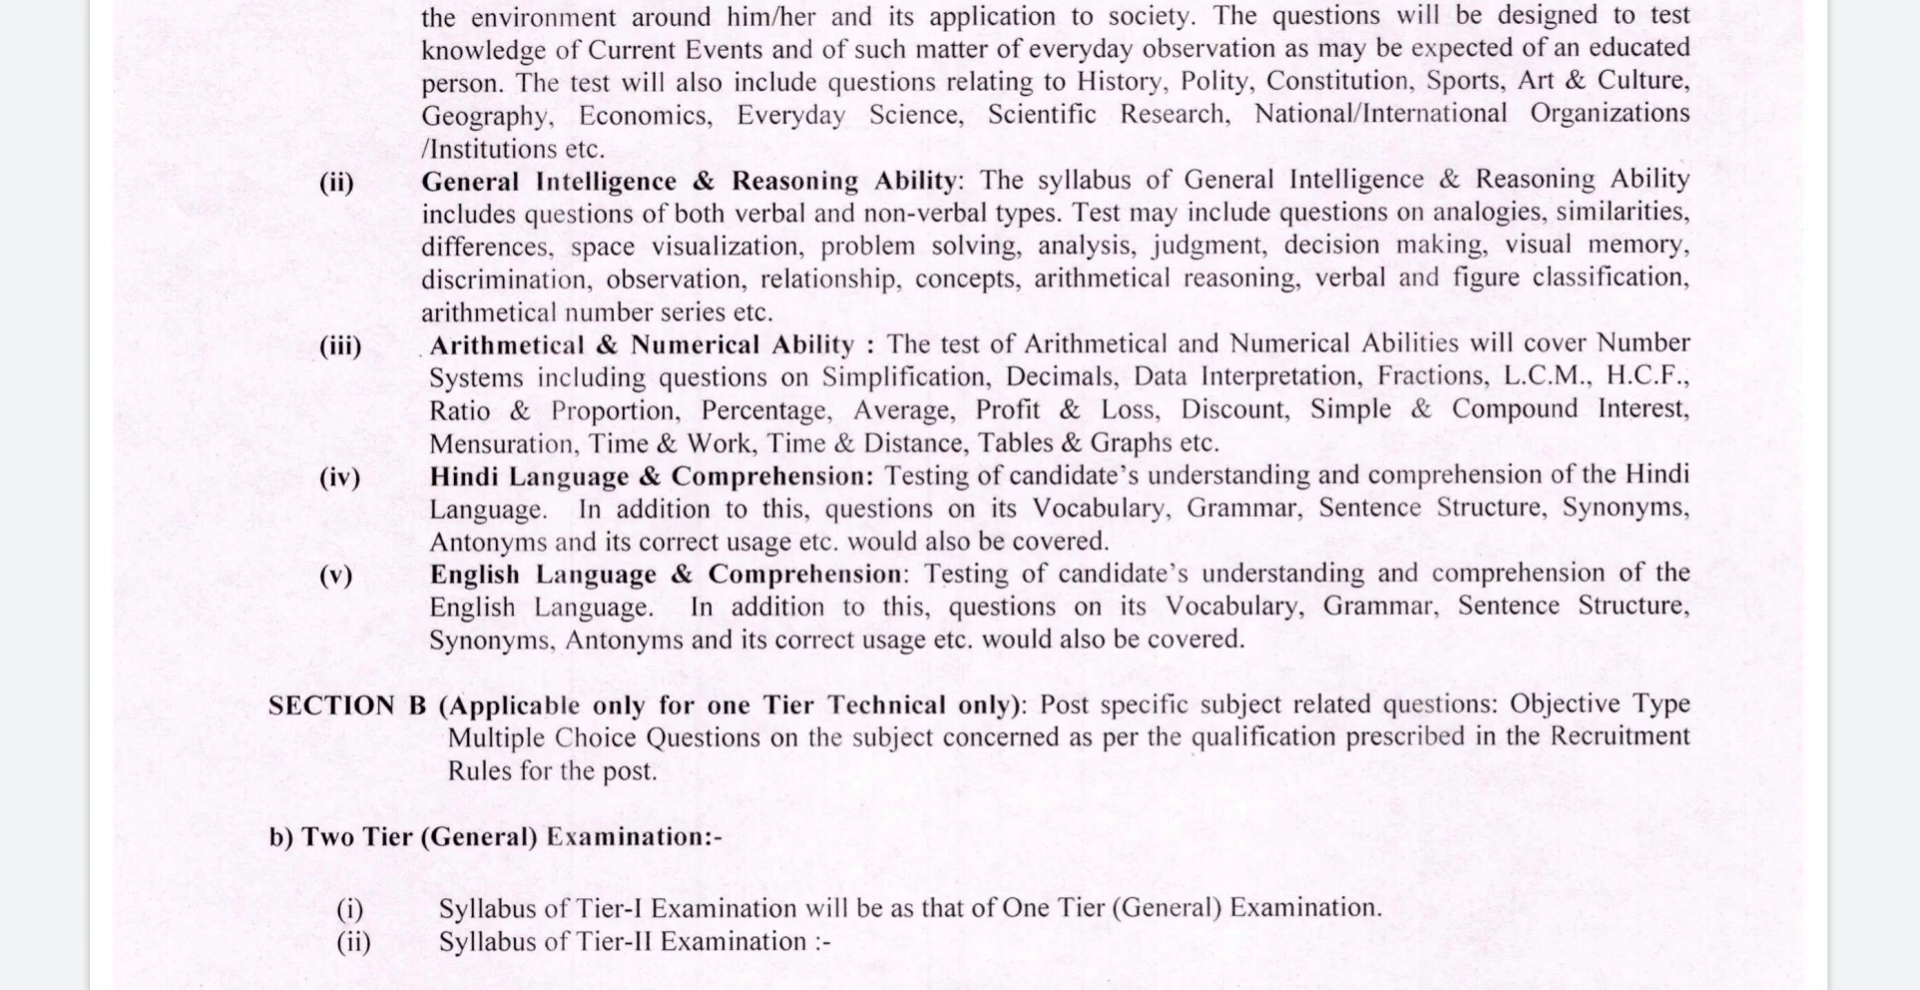 the environment around him/her and its application to society. The questions will be designed to test
knowledge of Current Events and of such matter of everyday observation as may be expected of an educated
person. The test will also include questions relating to History, Polity, Constitution, Sports, Art & Culture,
Geography, Economics, Everyday Science, Scientific Research, National/International Organizations
/Institutions etc.
(ii) General Intelligence & Reasoning Ability: The syllabus of General Intelligence & Reasoning Ability
includes questions of both verbal and non-verbal types. Test may include questions on analogies, similarities,
differences, space visualization, problem solving, analysis, judgment, decision making, visual memory,
discrimination, observation, relationship, concepts, arithmetical reasoning, verbal and figure classification,
arithmetical number series etc.
(iii) Arithmetical & Numerical Ability : The test of Arithmetical and Numerical Abilities will cover Number
Systems including questions on Simplification, Decimals, Data Interpretation, Fractions, L.C.M., H.C.F.,
Ratio & Proportion, Percentage, Average, Profit & Loss, Discount, Simple & Compound Interest,
Mensuration, Time & Work, Time & Distance, Tables & Graphs etc.
(iv) Hindi Language & Comprehension: Testing of candidate's understanding and comprehension of the Hindi
Language. In addition to this, questions on its Vocabulary, Grammar, Sentence Structure, Synonyms,
Antonyms and its correct usage etc. would also be covered.
(v) English Language & Comprehension: Testing of candidate's understanding and comprehension of the
English Language. In addition to this, questions on its Vocabulary, Grammar, Sentence Structure,
Synonyms, Antonyms and its correct usage etc. would also be covered.
SECTION B (Applicable only for one Tier Technical only): Post specific subject related questions: Objective Type
Multiple Choice Questions on the subject concerned as per the qualification prescribed in the Recruitment
Rules for the post.
b) Two Tier (General) Examination:-
(i) Syllabus of Tier-I Examination will be as that of One Tier (General) Examination.
(ii) Syllabus of Tier-II Examination :-